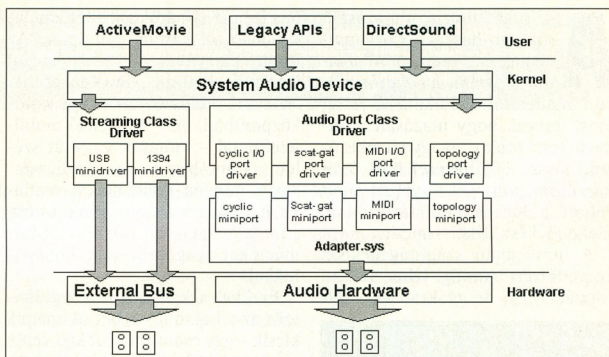 ActiveMovie
Legacy APIs
DirectSound
User
Kernel
System Audio Device
Streaming Class
Driver
USB
minidriver
1394
minidriver
Audio Port Class
Driver
cyclic I/0
port
driver
scat-gat
port
driver
MIDI I/O
port
driver
topology
port
driver
cyclic
miniport
Scat-gat
miniport
MIDI
miniport
topology
miniport
Adapter.sys
External Bus
Audio Hardware
Hardware